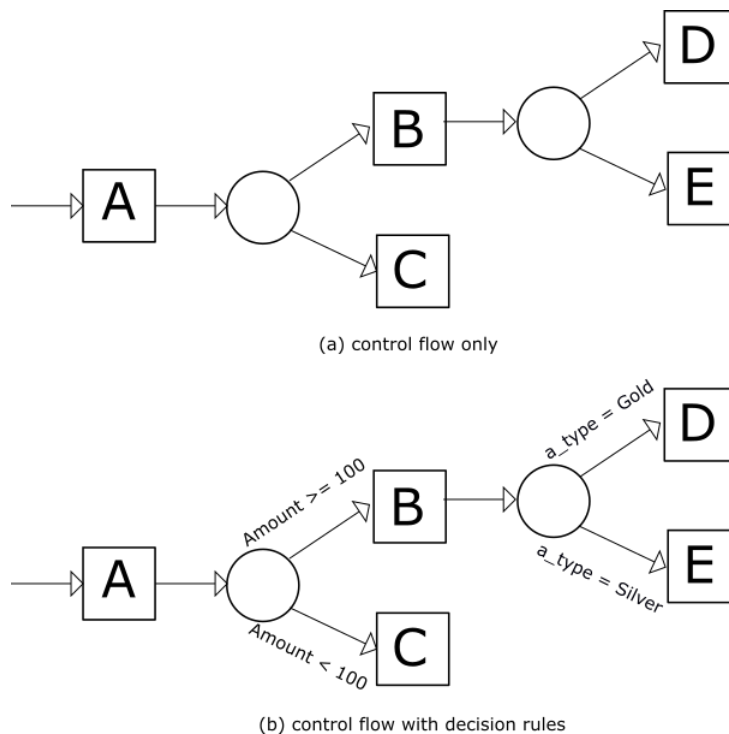 D
B
A
E
C
(a) control flow only
a_type = Gold
D
Amount >= 100
B
A
E
a_type = Silver
Amount < 100
C
(b) control flow with decision rules